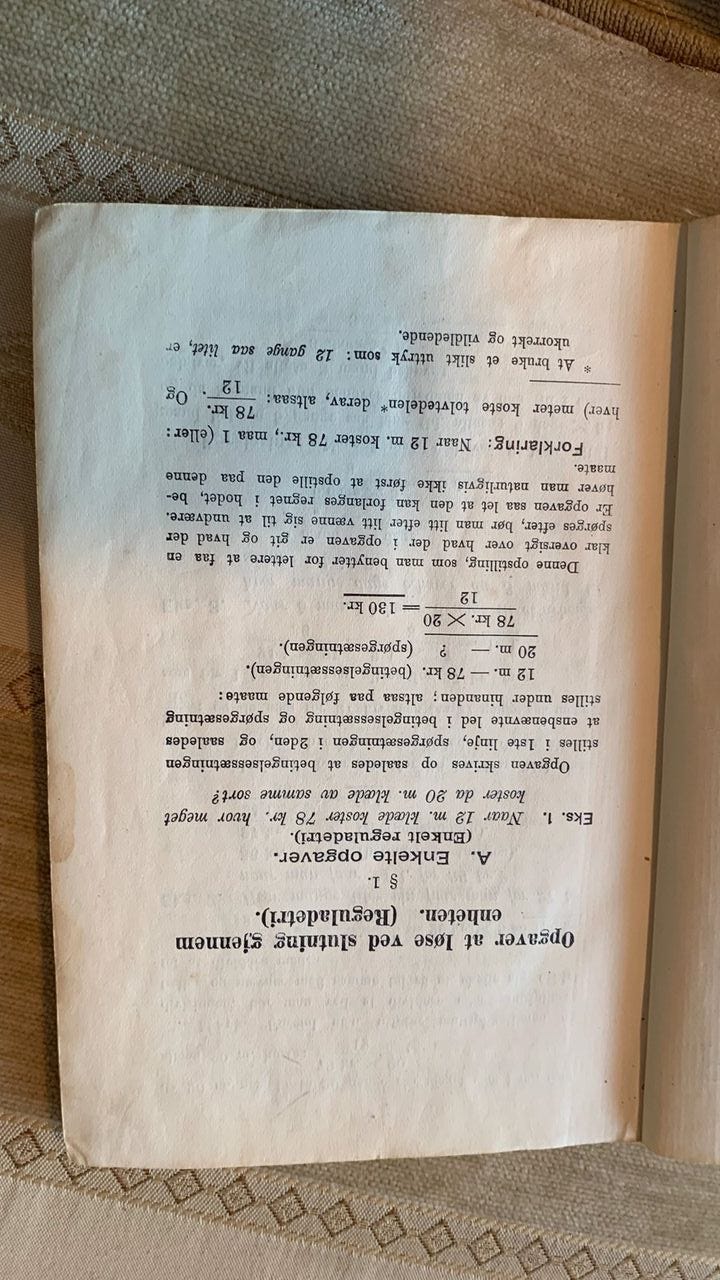 Opgaver at løse ved slutning gjennem
enheten. (Reguladetri).
§ 1.
A. Enkelte opgaver.
(Enkelt reguladetri).
Eks. 1. Naar 12 m. klæde koster 78 kr. hvor meget
koster da 20 m. klæde av samme sort?
Opgaven skrives op saaledes at betingelsessætningen
stilles i 1ste linje, spørgesætningen i 2den, og saaledes
at ensbenævnte led i betingelsessætning og spørgesætning
stilles under hinanden; altsaa paa følgende maate:
12 m. — 78 kr. (betingelsessætningen).
20 m. — ? (spørgesætningen).
78 kr. × 20
12
= 130 kr.
Denne opstilling, som man benytter for lettere at faa en
klar oversigt over hvad der i opgaven er git og hvad der
spørges efter, bør man litt efter litt vænne sig til at undvære.
Er opgaven saa let at den kan forlanges regnet i hodet, be-
høver man naturligvis ikke først at opstille den paa denne
maate.
Forklaring: Naar 12 m. koster 78 kr., maa 1 (eller:
hver) meter koste tolvtedelen* derav, altsaa: 78 kr./12. Og
* At bruke et slikt uttryk som: 12 gange saa litet, er
ukorrekt og vildledende.